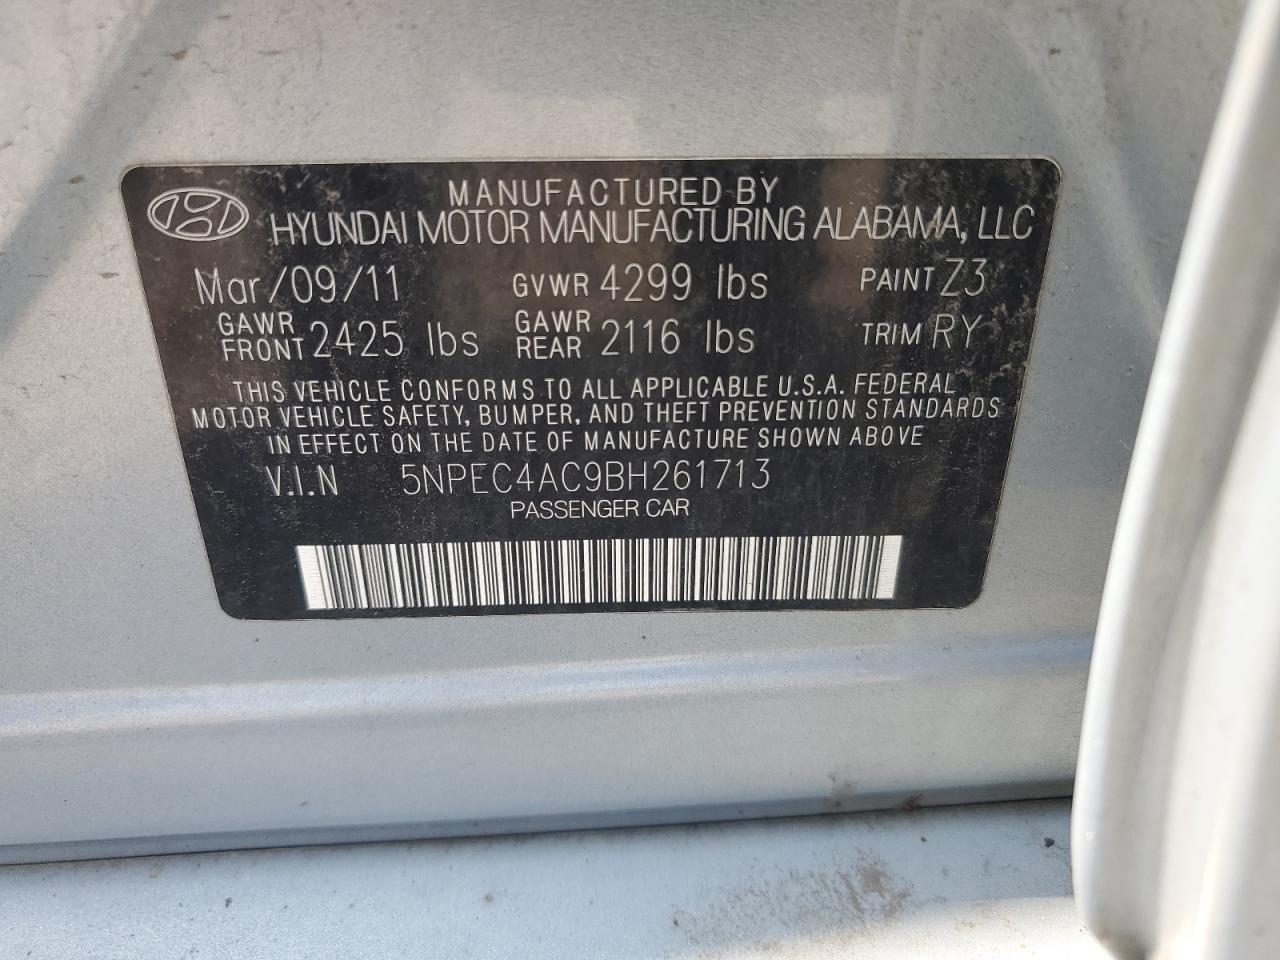 MANUFACTURED BY
HYUNDAI MOTOR MANUFACTURING ALABAMA, LLC
Mar/09/11 GVWR 4299 lbs PAINT Z3
GAWR FRONT 2425 lbs GAWR REAR 2116 lbs TRIM RY
THIS VEHICLE CONFORMS TO ALL APPLICABLE U.S.A. FEDERAL
MOTOR VEHICLE SAFETY, BUMPER, AND THEFT PREVENTION STANDARDS
IN EFFECT ON THE DATE OF MANUFACTURE SHOWN ABOVE
V.I.N 5NPEC4AC9BH261713
PASSENGER CAR